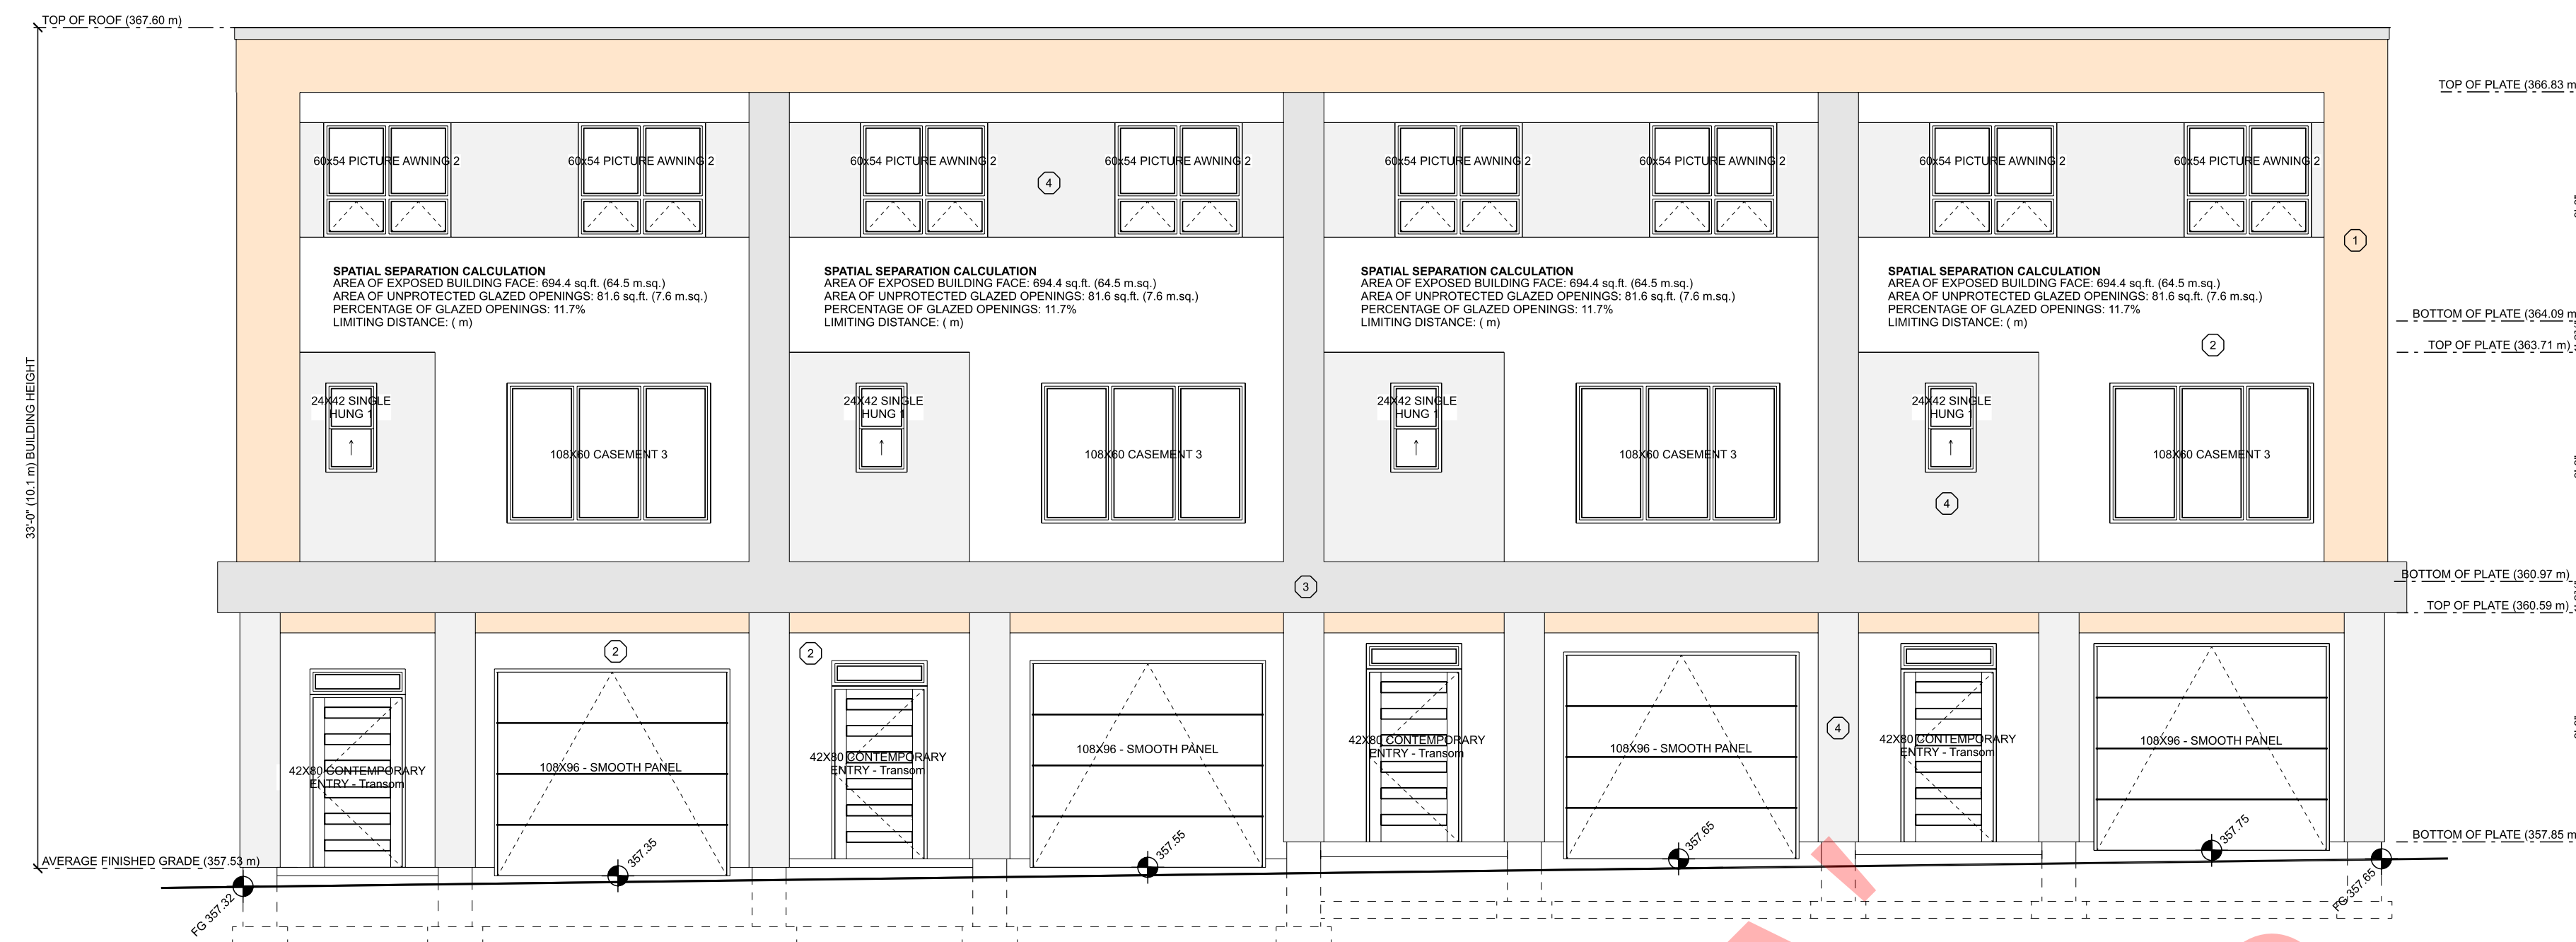 TOP OF ROOF (367.60 m)
TOP OF PLATE (366.83 m
60x54 PICTURE AWNING 2
60x54 PICTURE AWNING 2
60x54 PICTURE AWNING 2
60x54 PICTURE AWNING 2
60x54 PICTURE AWNING 2
60x54 PICTURE AWNING 2
60x54 PICTURE AWNING 2
60x54 PICTURE AWNING 2
4
1
SPATIAL SEPARATION CALCULATION
AREA OF EXPOSED BUILDING FACE: 694.4 sq.ft. (64.5 m.sq.)
AREA OF UNPROTECTED GLAZED OPENINGS: 81.6 sq.ft. (7.6 m.sq.)
PERCENTAGE OF GLAZED OPENINGS: 11.7%
LIMITING DISTANCE: ( m)
SPATIAL SEPARATION CALCULATION
AREA OF EXPOSED BUILDING FACE: 694.4 sq.ft. (64.5 m.sq.)
AREA OF UNPROTECTED GLAZED OPENINGS: 81.6 sq.ft. (7.6 m.sq.)
PERCENTAGE OF GLAZED OPENINGS: 11.7%
LIMITING DISTANCE: ( m)
SPATIAL SEPARATION CALCULATION
AREA OF EXPOSED BUILDING FACE: 694.4 sq.ft. (64.5 m.sq.)
AREA OF UNPROTECTED GLAZED OPENINGS: 81.6 sq.ft. (7.6 m.sq.)
PERCENTAGE OF GLAZED OPENINGS: 11.7%
LIMITING DISTANCE: ( m)
SPATIAL SEPARATION CALCULATION
AREA OF EXPOSED BUILDING FACE: 694.4 sq.ft. (64.5 m.sq.)
AREA OF UNPROTECTED GLAZED OPENINGS: 81.6 sq.ft. (7.6 m.sq.)
PERCENTAGE OF GLAZED OPENINGS: 11.7%
LIMITING DISTANCE: ( m)
BOTTOM OF PLATE (364.09 m
2
TOP OF PLATE (363.71 m)
33'-0" (10.1 m) BUILDING HEIGHT
24X42 SINGLE
HUNG 1
108X60 CASEMENT 3
24X42 SINGLE
HUNG 1
108X60 CASEMENT 3
24X42 SINGLE
HUNG 1
108X60 CASEMENT 3
24X42 SINGLE
HUNG 1
108X60 CASEMENT 3
4
3
BOTTOM OF PLATE (360.97 m)
TOP OF PLATE (360.59 m)
2
2
42X80 CONTEMPORARY
ENTRY - Transom
108X96 - SMOOTH PANEL
42X80 CONTEMPORARY
ENTRY - Transom
108X96 - SMOOTH PANEL
42X80 CONTEMPORARY
ENTRY - Transom
108X96 - SMOOTH PANEL
4
42X80 CONTEMPORARY
ENTRY - Transom
108X96 - SMOOTH PANEL
BOTTOM OF PLATE (357.85 m
AVERAGE FINISHED GRADE (357.53 m)
357.35
357.55
357.65
357.75
FG 357.32
FG 357.65